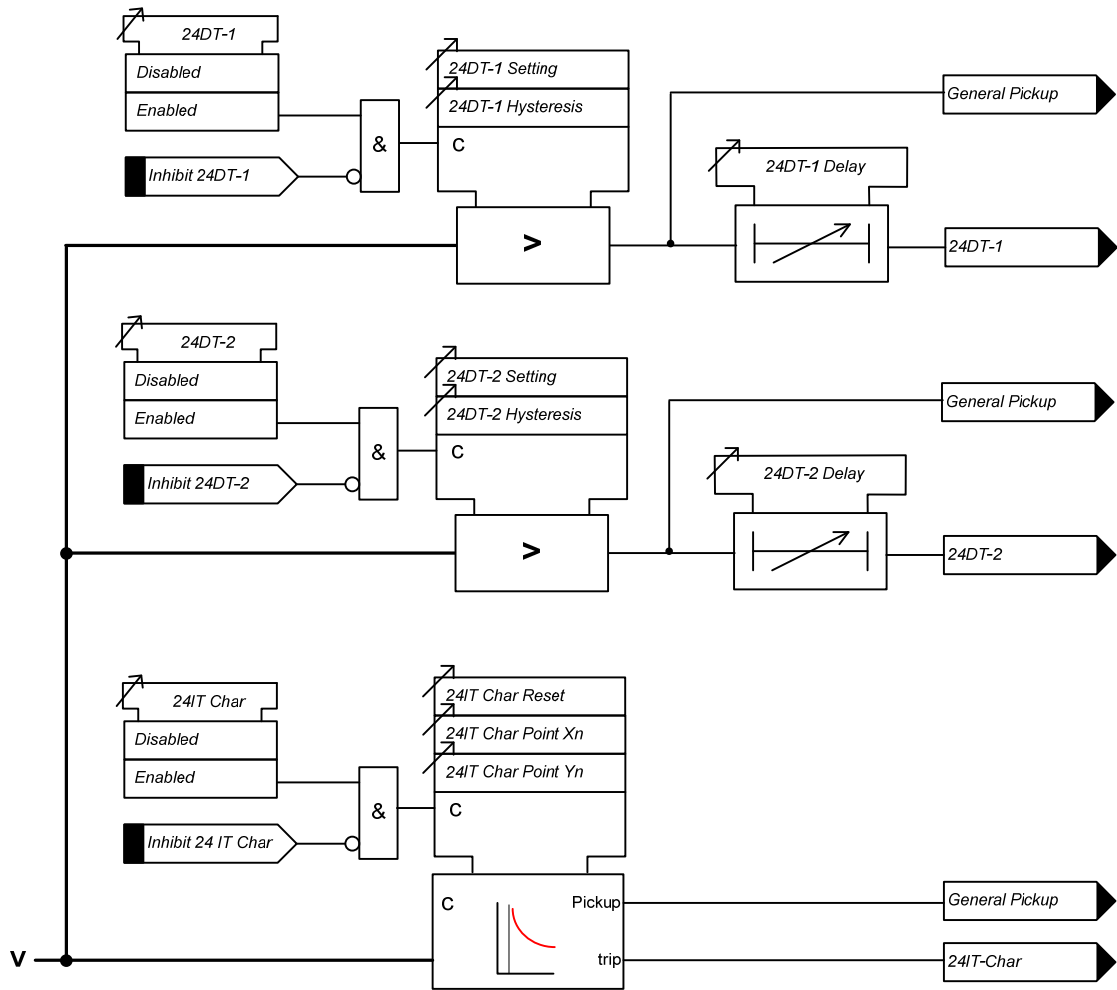 24DT-1
Disabled
Enabled
Inhibit 24DT-1
&
24DT-1 Setting
24DT-1 Hysteresis
C
>
General Pickup
24DT-1 Delay
24DT-1
24DT-2
Disabled
Enabled
Inhibit 24DT-2
&
24DT-2 Setting
24DT-2 Hysteresis
C
>
General Pickup
24DT-2 Delay
24DT-2
24IT Char
Disabled
Enabled
Inhibit 24 IT Char
&
24IT Char Reset
24IT Char Point Xn
24IT Char Point Yn
C
C
Pickup
trip
General Pickup
24IT-Char
V